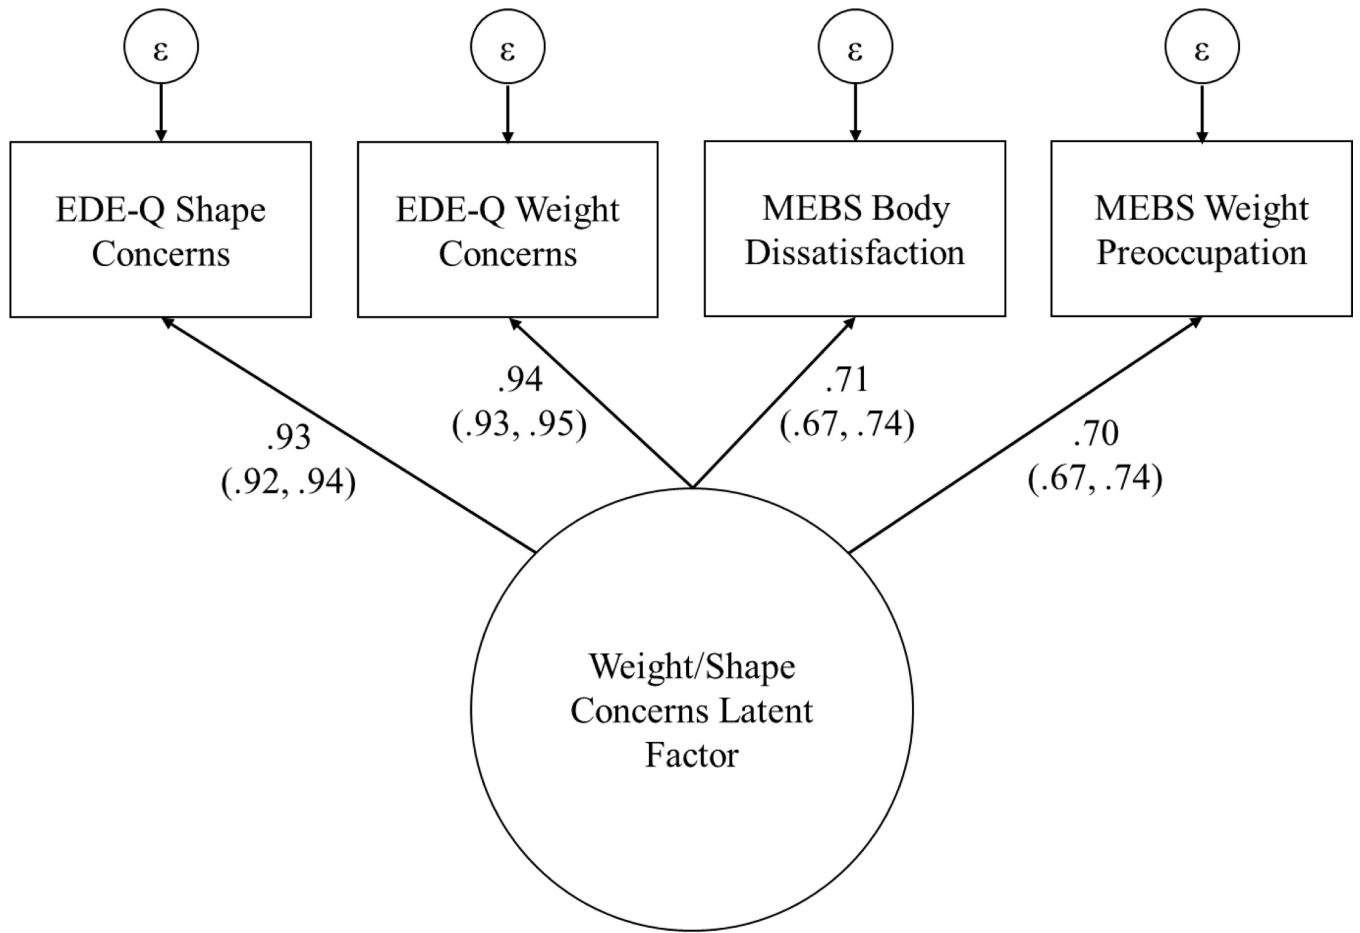 ε
ε
ε
ε
EDE-Q Shape
Concerns
EDE-Q Weight
Concerns
MEBS Body
Dissatisfaction
MEBS Weight
Preoccupation
.93
(.92, .94)
.94
(.93, .95)
.71
(.67, .74)
.70
(.67, .74)
Weight/Shape
Concerns Latent
Factor